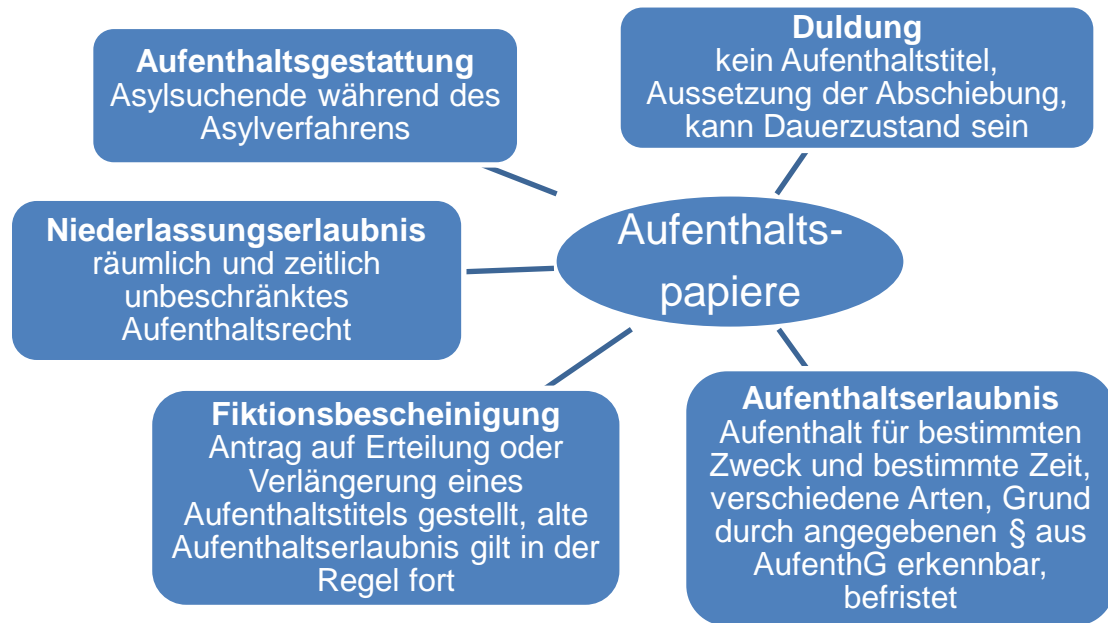 Aufenthaltsgestattung
Asylsuchende während des
Asylverfahrens
Duldung
kein Aufenthaltstitel,
Aussetzung der Abschiebung,
kann Dauerzustand sein
Niederlassungserlaubnis
räumlich und zeitlich
unbeschränktes
Aufenthaltsrecht
Aufenthalts-
papiere
Fiktionsbescheinigung
Antrag auf Erteilung oder
Verlängerung eines
Aufenthaltstitels gestellt, alte
Aufenthaltserlaubnis gilt in der
Regel fort
Aufenthaltserlaubnis
Aufenthalt für bestimmten
Zweck und bestimmte Zeit,
verschiedene Arten, Grund
durch angegebenen § aus
AufenthG erkennbar,
befristet